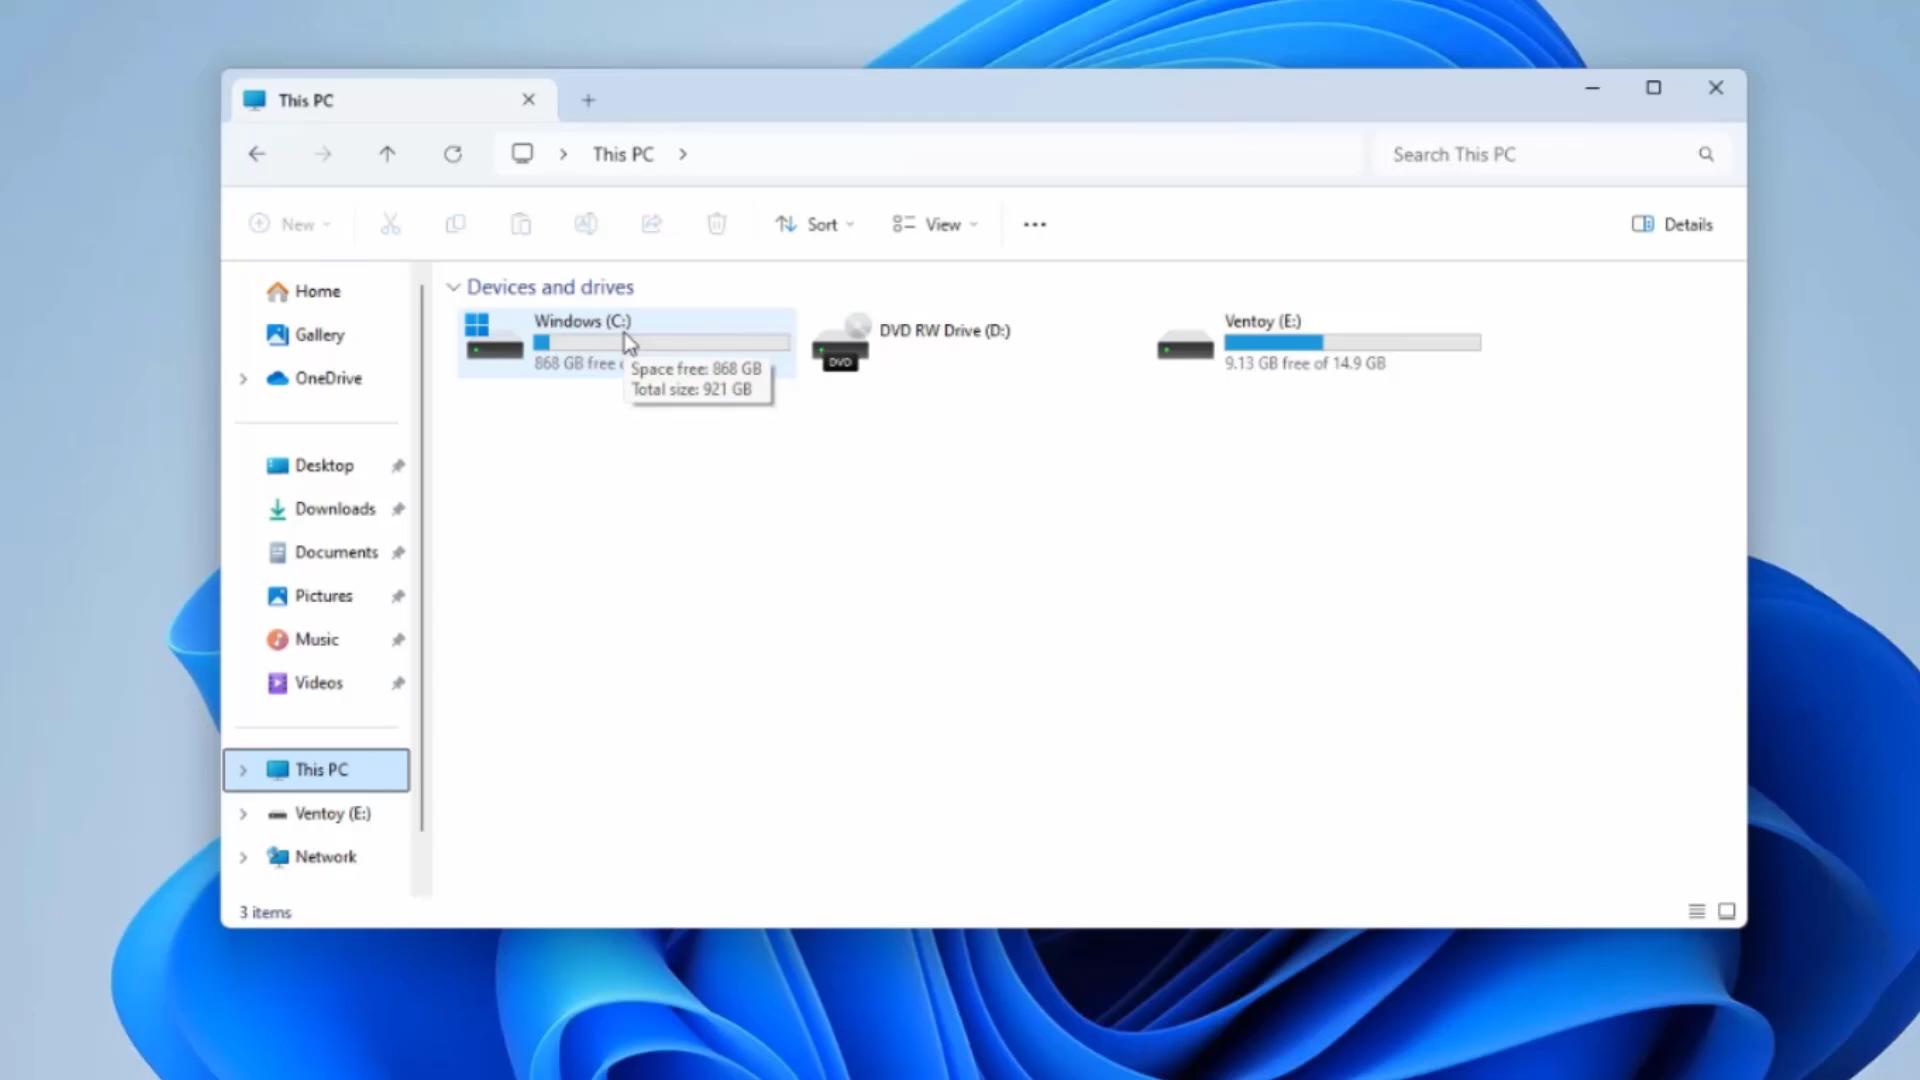 This PC
This PC
Search This PC
New
Sort
View
Details
Home
Gallery
OneDrive
Desktop
Downloads
Documents
Pictures
Music
Videos
This PC
Ventoy (E:)
Network
Devices and drives
Windows (C:)
868 GB free
Space free: 868 GB
Total size: 921 GB
DVD
DVD RW Drive (D:)
Ventoy (E:)
9.13 GB free of 14.9 GB
3 items